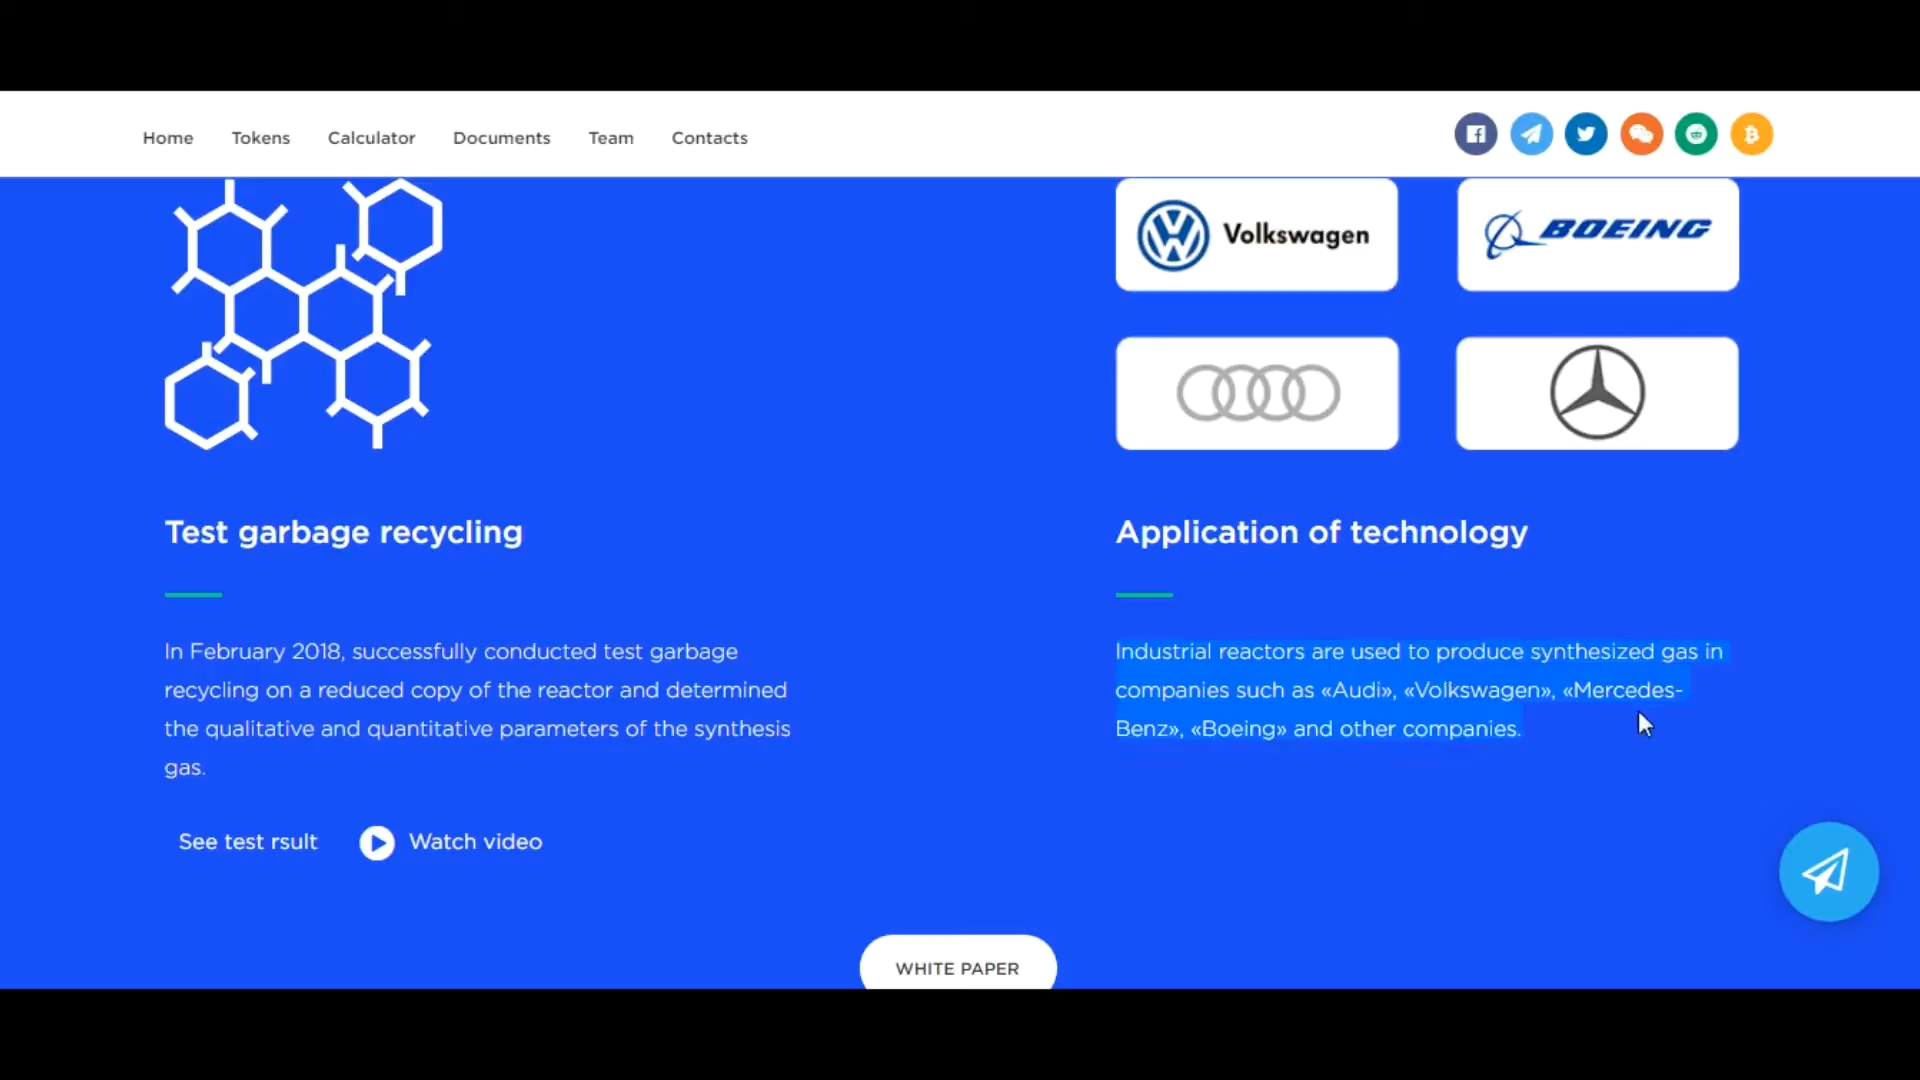 Home Tokens Calculator Documents Team Contacts
Volkswagen
BOEING
Test garbage recycling
In February 2018, successfully conducted test garbage
recycling on a reduced copy of the reactor and determined
the qualitative and quantitative parameters of the synthesis
gas.
See test rsult Watch video
Application of technology
Industrial reactors are used to produce synthesized gas in
companies such as «Audi», «Volkswagen», «Mercedes-
Benz», «Boeing» and other companies.
WHITE PAPER